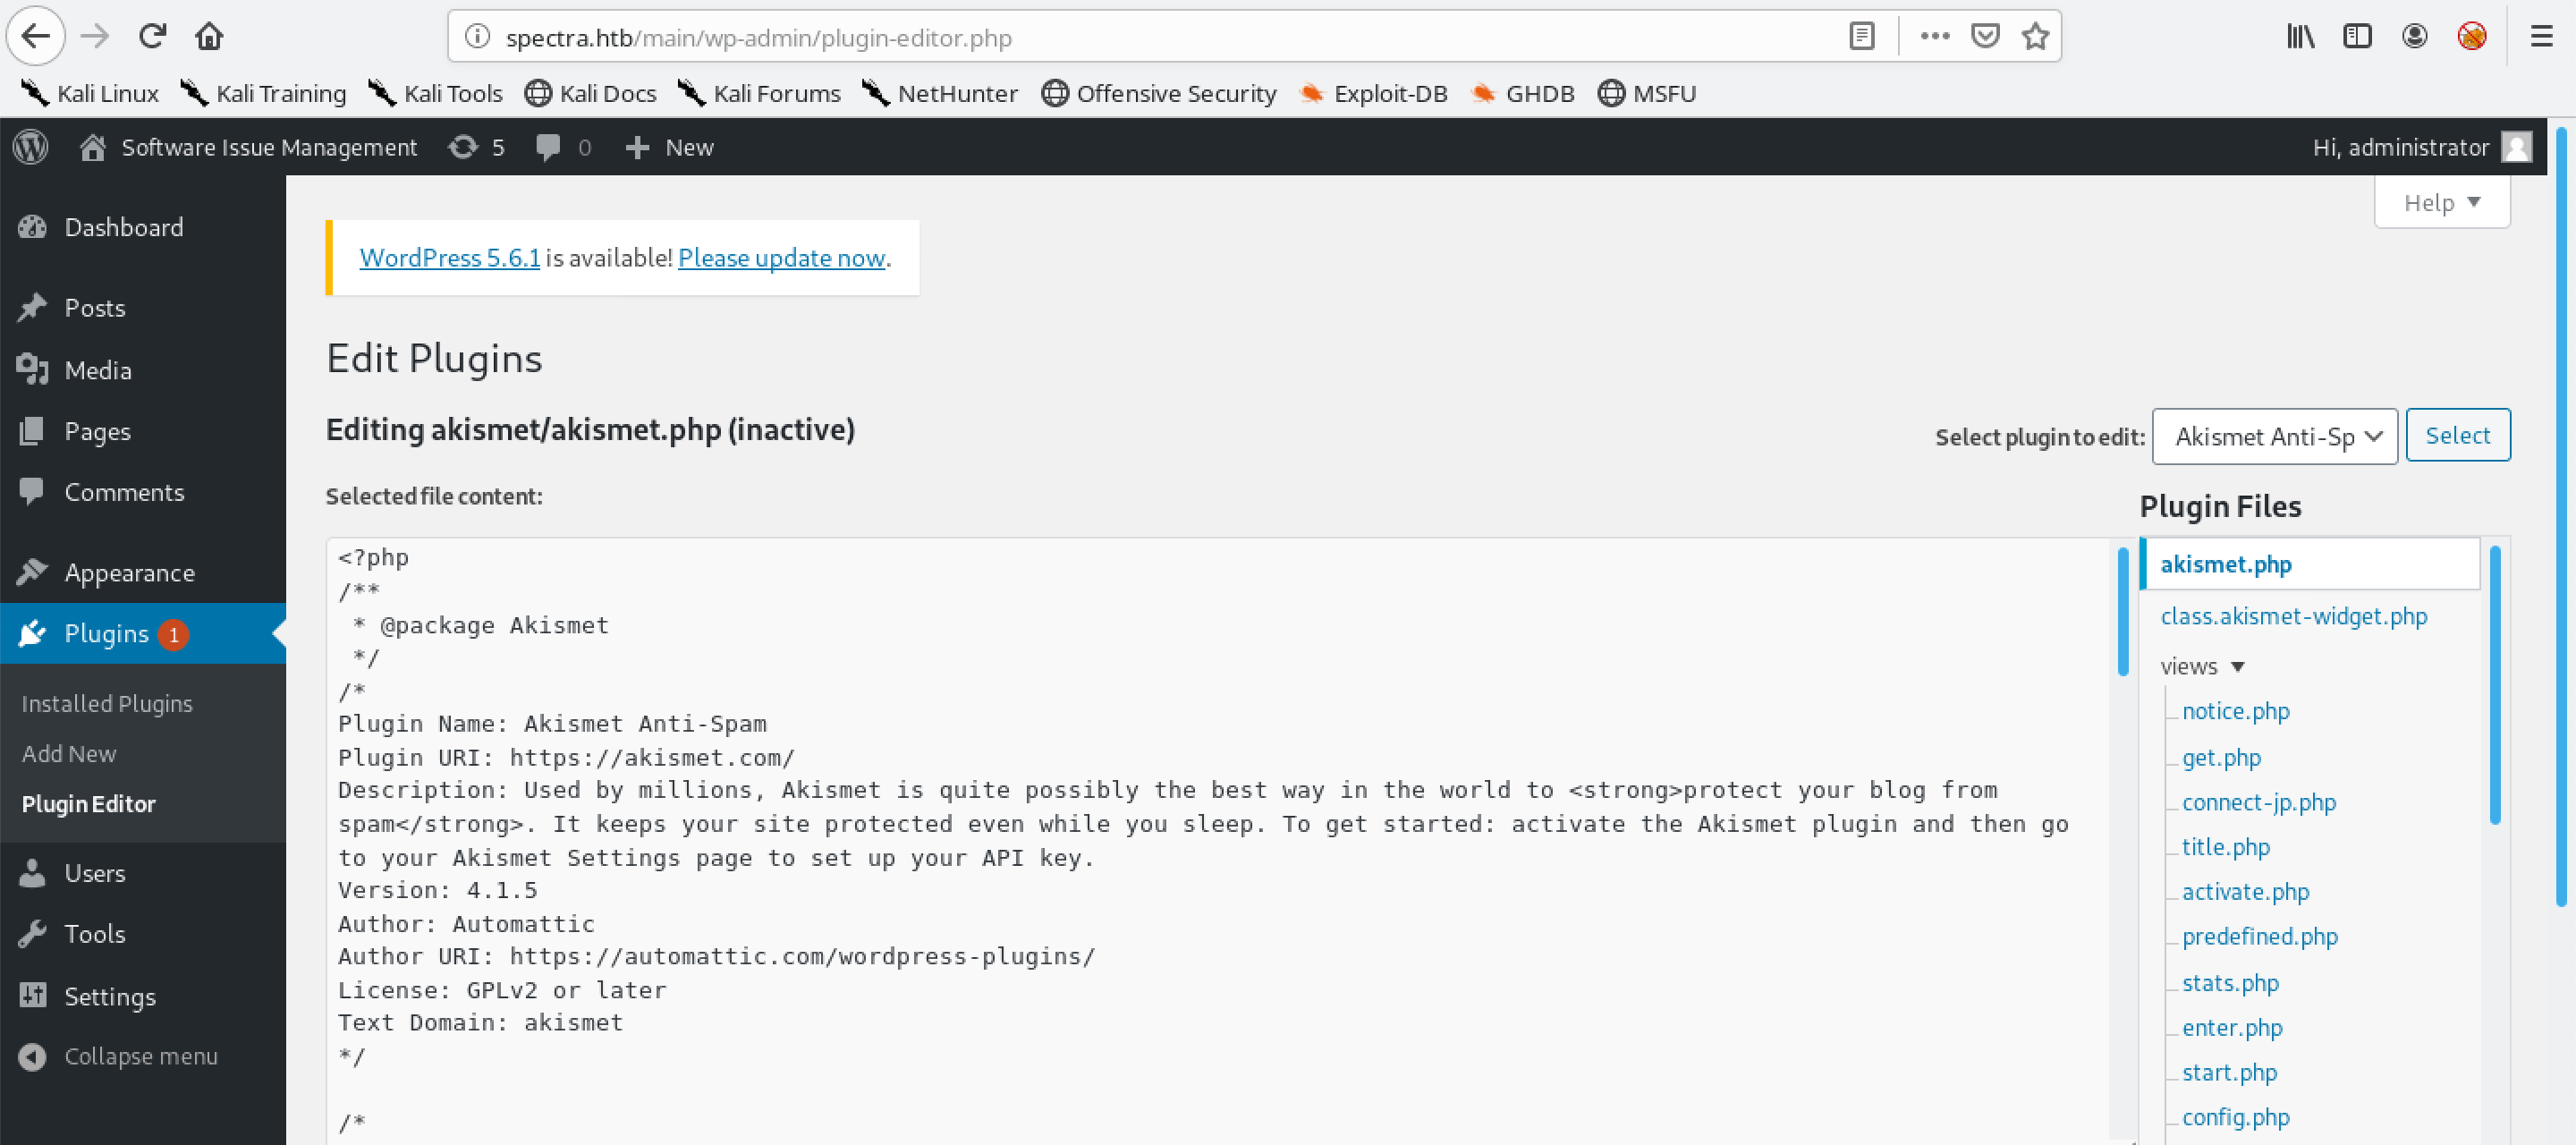 spectra.htb/main/wp-admin/plugin-editor.php
Kali Linux Kali Training Kali Tools Kali Docs Kali Forums NetHunter Offensive Security Exploit-DB GHDB MSFU
Software Issue Management 5 0 New Hi, administrator
Help
Dashboard
Posts
Media
Pages
Comments
Appearance
Plugins 1
Installed Plugins
Add New
Plugin Editor
Users
Tools
Settings
Collapse menu
WordPress 5.6.1 is available! Please update now.
Edit Plugins
Editing akismet/akismet.php (inactive)
Select plugin to edit: Akismet Anti-Sp Select
Selected file content:
<?php
/**
 * @package Akismet
 */
/*
Plugin Name: Akismet Anti-Spam
Plugin URI: https://akismet.com/
Description: Used by millions, Akismet is quite possibly the best way in the world to <strong>protect your blog from
spam</strong>. It keeps your site protected even while you sleep. To get started: activate the Akismet plugin and then go
to your Akismet Settings page to set up your API key.
Version: 4.1.5
Author: Automattic
Author URI: https://automattic.com/wordpress-plugins/
License: GPLv2 or later
Text Domain: akismet
*/
/*
Plugin Files
akismet.php
class.akismet-widget.php
views
notice.php
get.php
connect-jp.php
title.php
activate.php
predefined.php
stats.php
enter.php
start.php
config.php